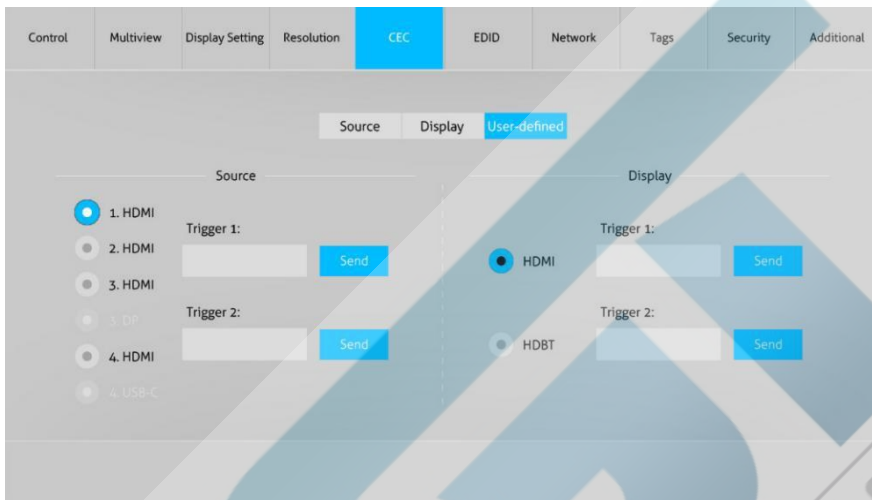 Control Multiview Display Setting Resolution CEC EDID Network Tags Security Additional
Source Display User-defined
Source
1. HDMI
2. HDMI
3. HDMI
3. DP
4. HDMI
4. USB-C
Trigger 1:
Send
Trigger 2:
Send
Display
HDMI
HDBT
Trigger 1:
Send
Trigger 2:
Send